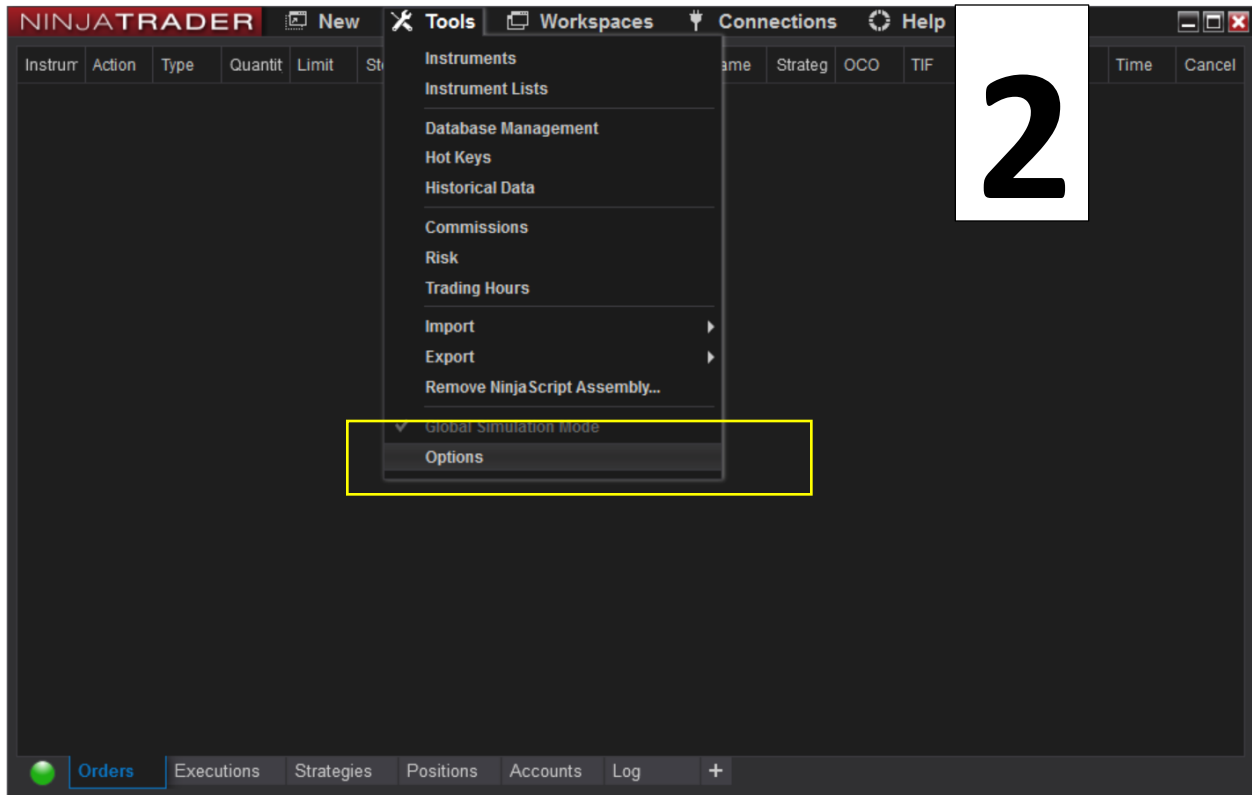 NINJATRADER New Tools Workspaces Connections Help
2
Instrum Action Type Quantit Limit Strateg OCO TIF Time Cancel
Instruments
Instrument Lists
Database Management
Hot Keys
Historical Data
Commissions
Risk
Trading Hours
Import
Export
Remove NinjaScript Assembly...
Global Simulation Mode
Options
Orders Executions Strategies Positions Accounts Log +